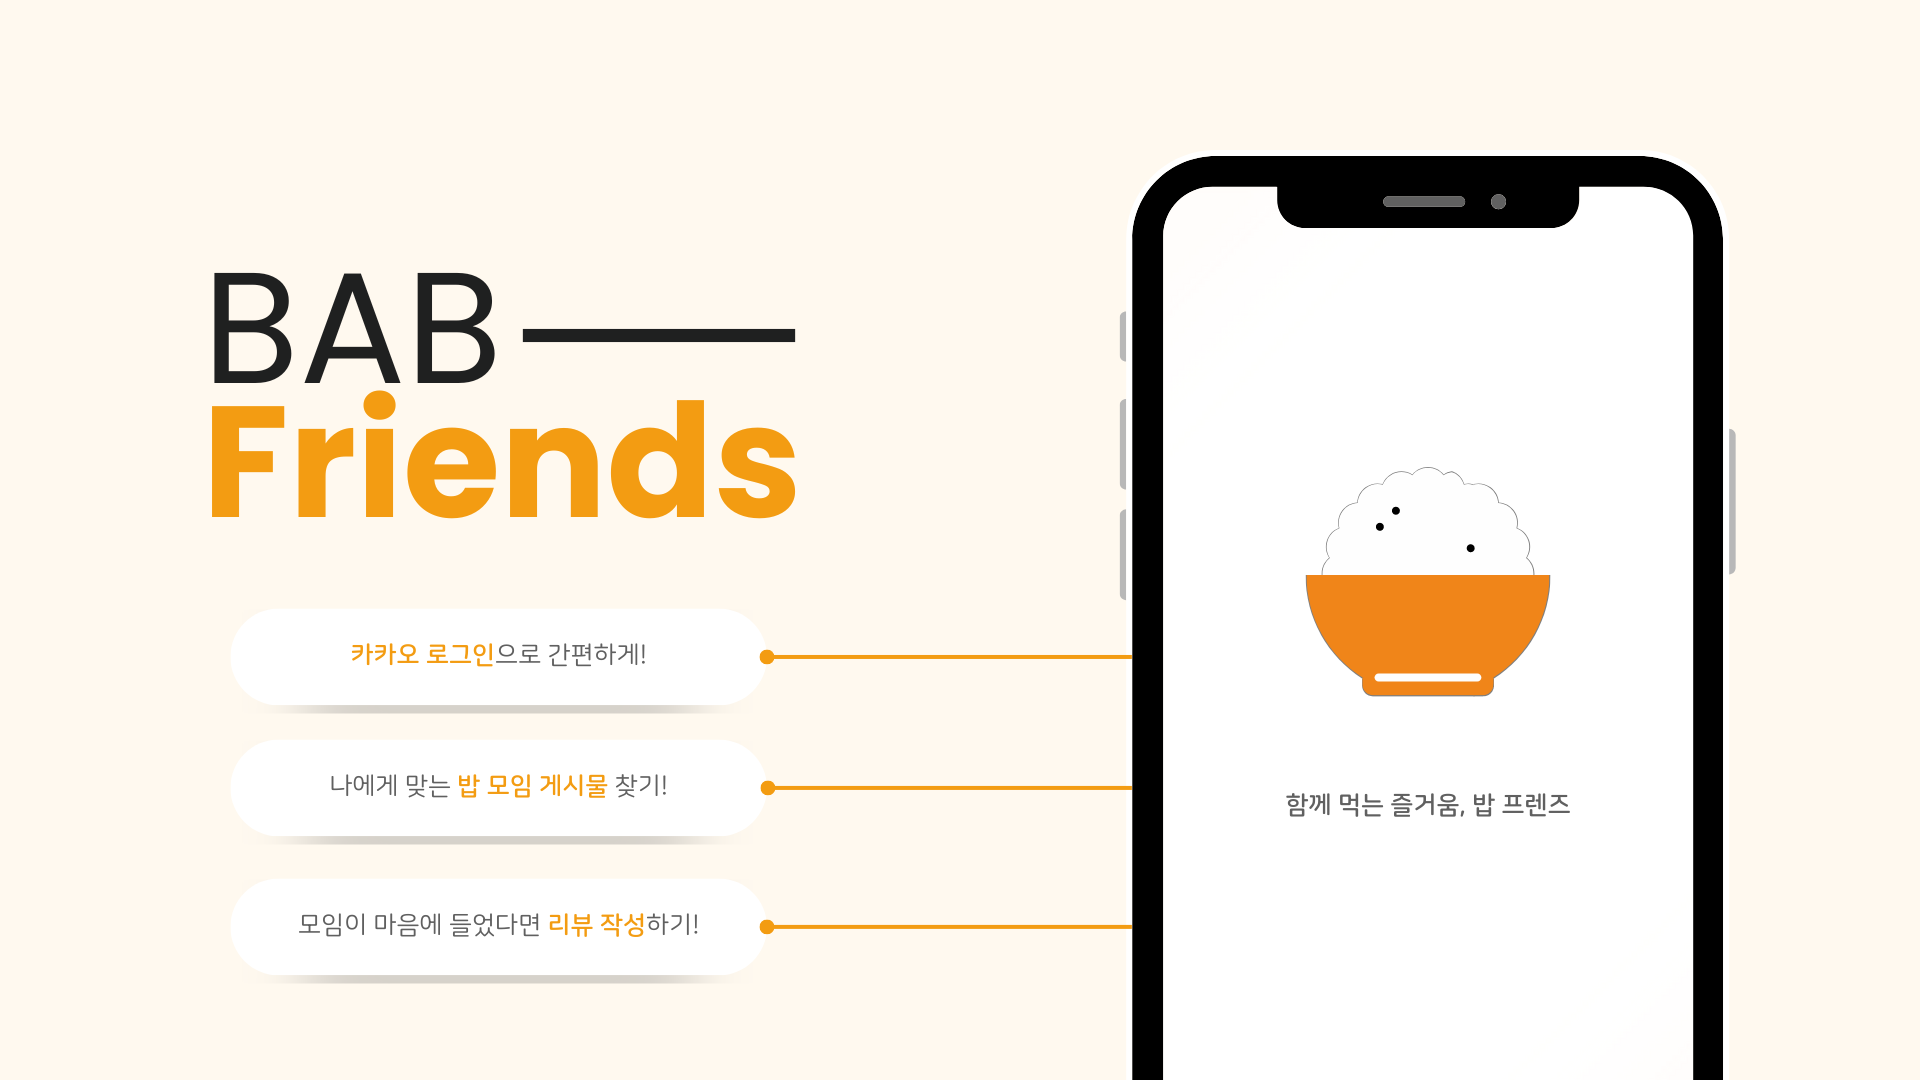 BAB
Friends
카카오 로그인으로 간편하게!
나에게 맞는 밥 모임 게시물 찾기!
모임이 마음에 들었다면 리뷰 작성하기!
함께 먹는 즐거움, 밥 프렌즈